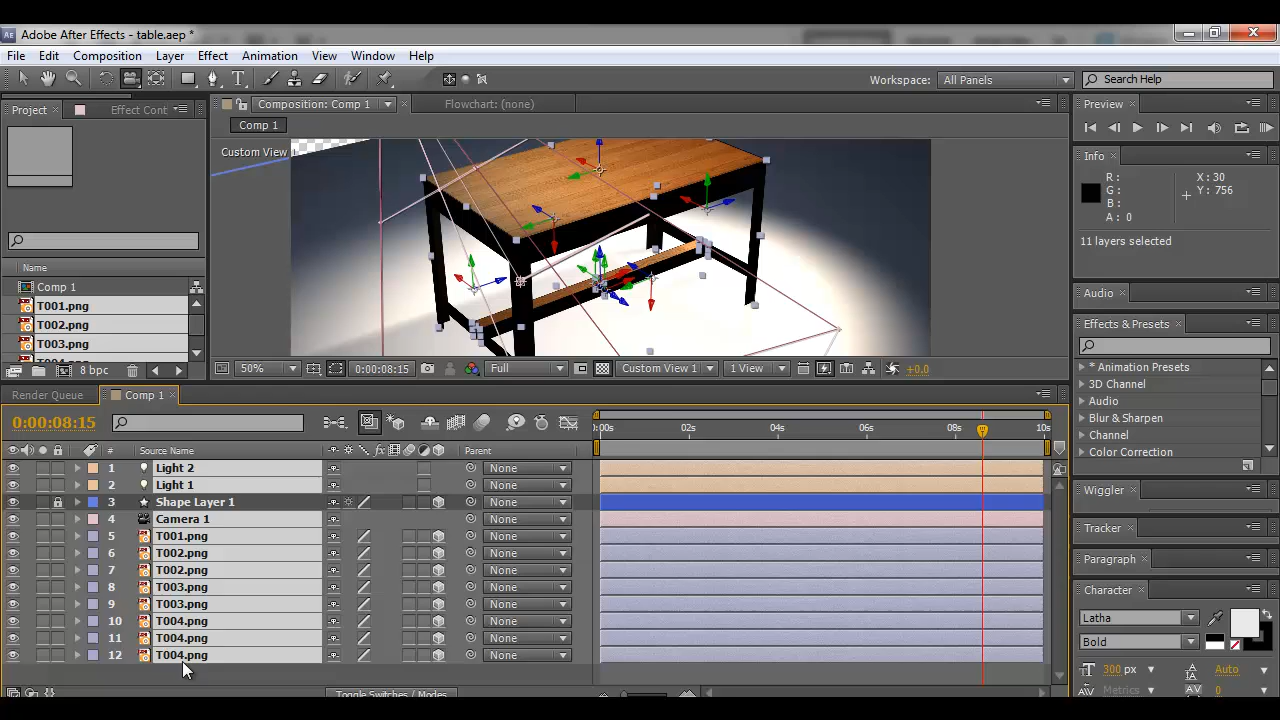 Adobe After Effects - table.aep *
File Edit Composition Layer Effect Animation View Window Help
Workspace: All Panels Search Help
Project Effect Cont
Composition: Comp 1 Flowchart: (none)
Comp 1
Custom View
Name
Comp 1
T001.png
T002.png
T003.png
8 bpc
50% 0:00:08:15 Full Custom View 1 1 View +0.0
Preview
Info
R:
G:
B:
A: 0
X: 30
Y: 756
11 layers selected
Audio
Effects & Presets
* Animation Presets
3D Channel
Audio
Blur & Sharpen
Channel
Color Correction
Wiggler
Tracker
Paragraph
Character
Latha
Bold
300 px Auto
Metrics 0
Render Queue Comp 1
0:00:08:15
:00s 02s 04s 06s 08s 10s
# Source Name Parent
1 Light 2 None
2 Light 1 None
3 Shape Layer 1 None
4 Camera 1 None
5 T001.png None
6 T002.png None
7 T002.png None
8 T003.png None
9 T003.png None
10 T004.png None
11 T004.png None
12 T004.png None
Toggle Switches / Modes